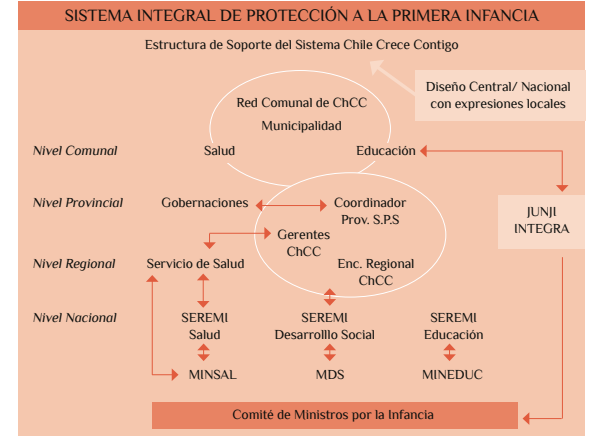 SISTEMA INTEGRAL DE PROTECCIÓN A LA PRIMERA INFANCIA
Estructura de Soporte del Sistema Chile Crece Contigo
Diseño Central/ Nacional
con expresiones locales
Red Comunal de ChCC
Municipalidad
Nivel Comunal
Salud
Educación
Nivel Provincial
Gobernaciones
Coordinador
Prov. S.P.S
JUNJI
INTEGRA
Gerentes
ChCC
Nivel Regional
Servicio de Salud
Enc. Regional
ChCC
Nivel Nacional
SEREMI
Salud
SEREMI
Desarrolllo Social
SEREMI
Educación
MINSAL
MDS
MINEDUC
Comité de Ministros por la Infancia